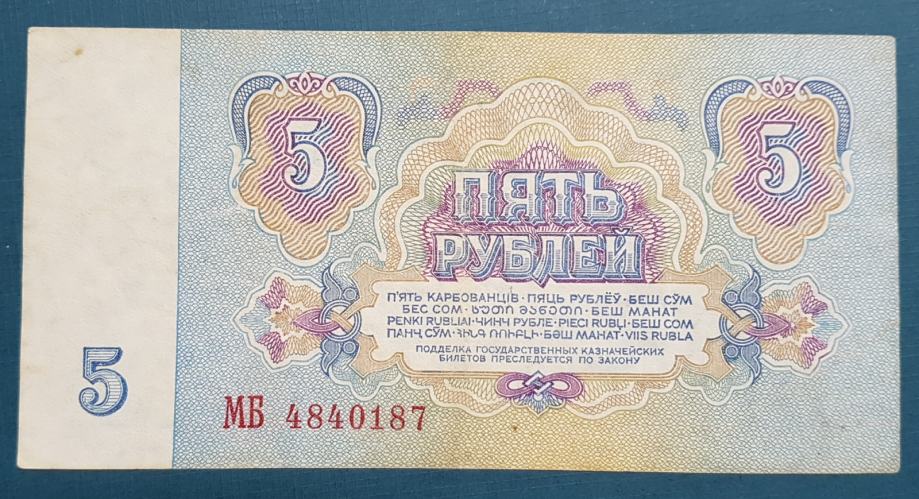 5 5
ПЯТЬ
РУБЛЕЙ
П'ЯТЬ КАРБОВАНЦІВ · ПЯЦЬ РУБЛЁЎ · БЕШ СЎМ
БЕС СОМ · ᲮᲣᲗᲘ ᲛᲐᲜᲔᲗᲘ · БЕШ МАНАТ
PENKI RUBLIAI · ЧИНЧ РУБЛЕ · PIECI RUBĻI · БЕШ СОМ
ПАНҶ СӮМ · ՀԻՆԳ ՌՈՒԲԼԻ · БӘШ МАНАТ · VIIS RUBLA
ПОДДЕЛКА ГОСУДАРСТВЕННЫХ КАЗНАЧЕЙСКИХ
БИЛЕТОВ ПРЕСЛЕДУЕТСЯ ПО ЗАКОНУ
5
МБ 4840187